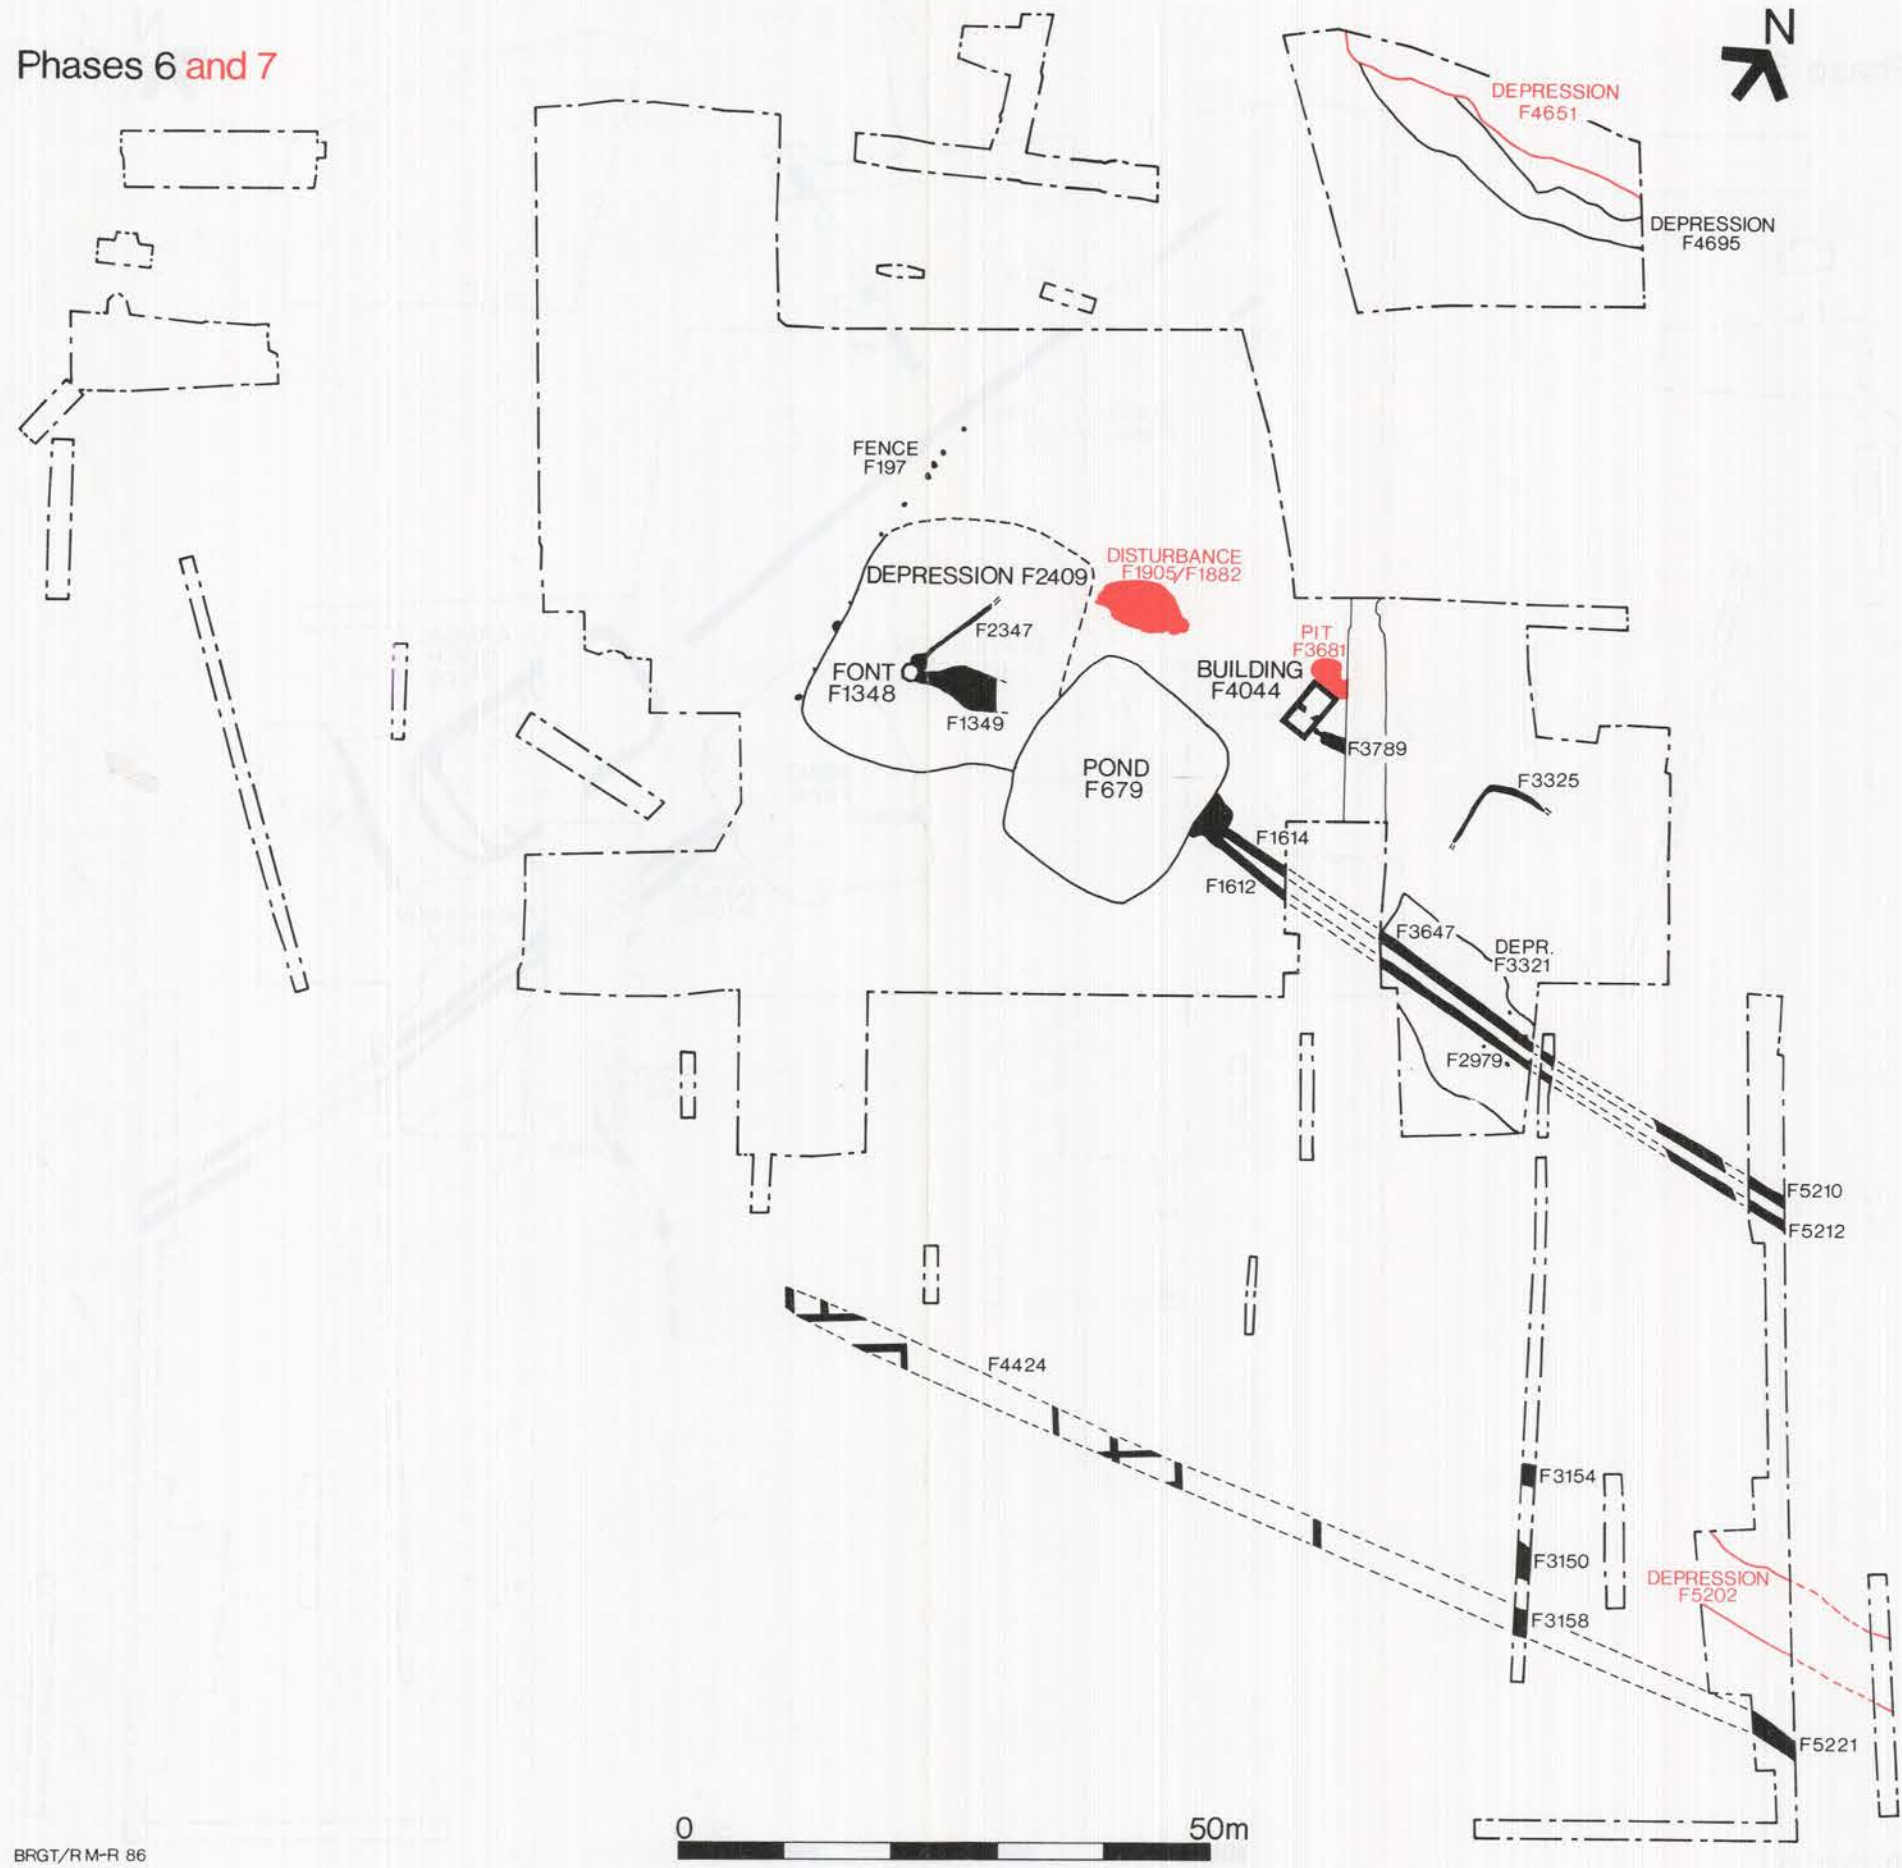 Phases 6 and 7
N
DEPRESSION
F4651
DEPRESSION
F4695
FENCE
F197
DEPRESSION F2409
DISTURBANCE
F1905/F1882
F2347
FONT
F1348
F1349
PIT
F3681
BUILDING
F4044
F3789
POND
F679
F3325
F1614
F1612
F3647
DEPR.
F3321
F2979
F5210
F5212
F4424
F3154
F3150
F3158
DEPRESSION
F5202
F5221
0 50m
BRGT/R M-R 86